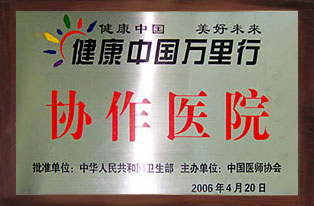 健康中国 美好未来
健康中国万里行
协作医院
批准单位：中华人民共和国卫生部 主办单位：中国医师协会
2006年4月20日